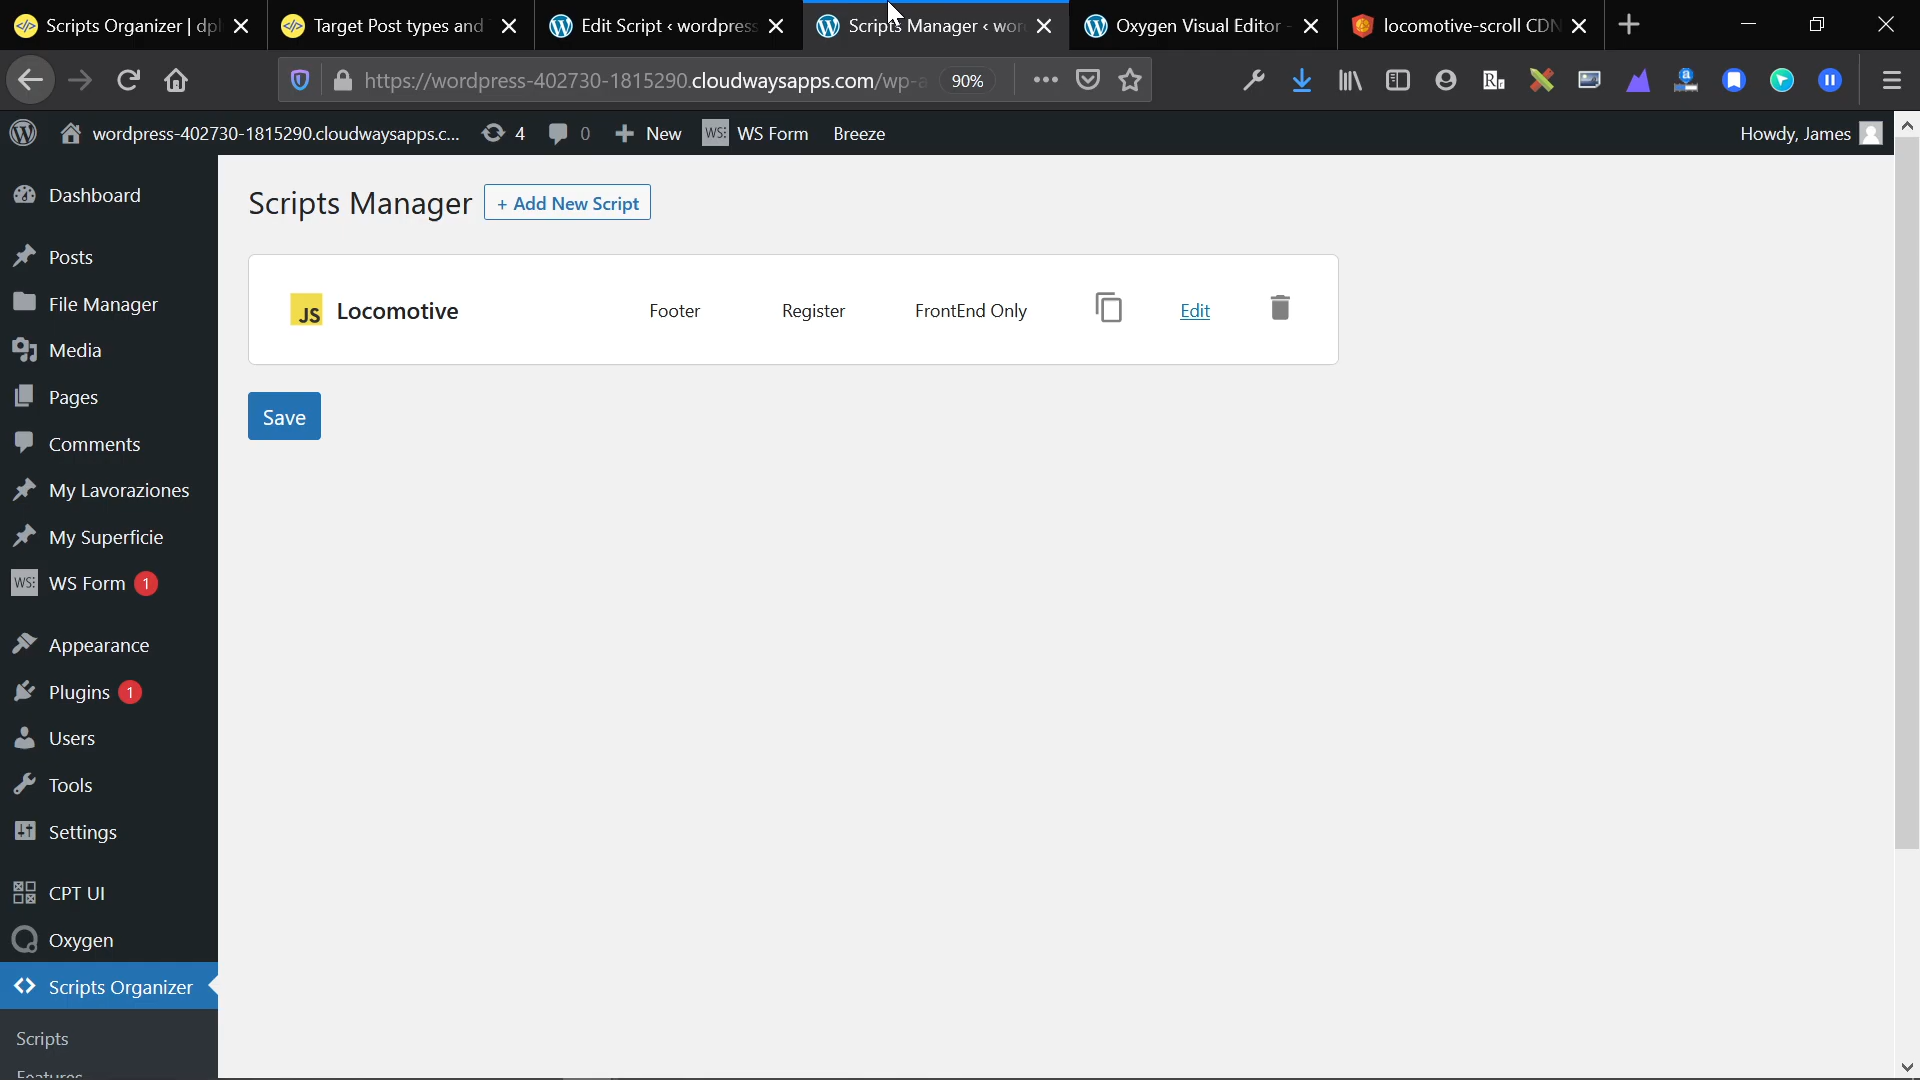 Scripts Organizer | dpl
Target Post types and
Edit Script ‹ wordpress
Scripts Manager ‹ wor
Oxygen Visual Editor -
locomotive-scroll CDN
https://wordpress-402730-1815290.cloudwaysapps.com/wp-a
90%
wordpress-402730-1815290.cloudwaysapps.c...
4
0
New
WS: WS Form
Breeze
Howdy, James
Dashboard
Posts
File Manager
Media
Pages
Comments
My Lavoraziones
My Superficie
WS: WS Form 1
Appearance
Plugins 1
Users
Tools
Settings
CPT UI
Oxygen
Scripts Organizer
Scripts
Features
Scripts Manager
+ Add New Script
JS Locomotive
Footer
Register
FrontEnd Only
Edit
Save